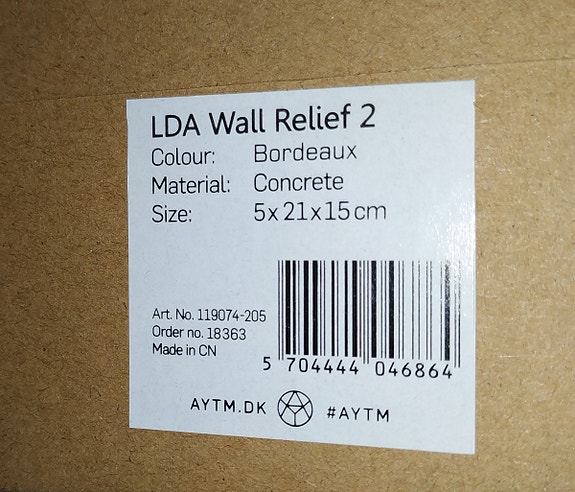 LDA Wall Relief 2
Colour: Bordeaux
Material: Concrete
Size: 5x21x15cm
Art. No. 119074-205
Order no. 18363
Made in CN
5 704444 046864
AYTM.DK #AYTM